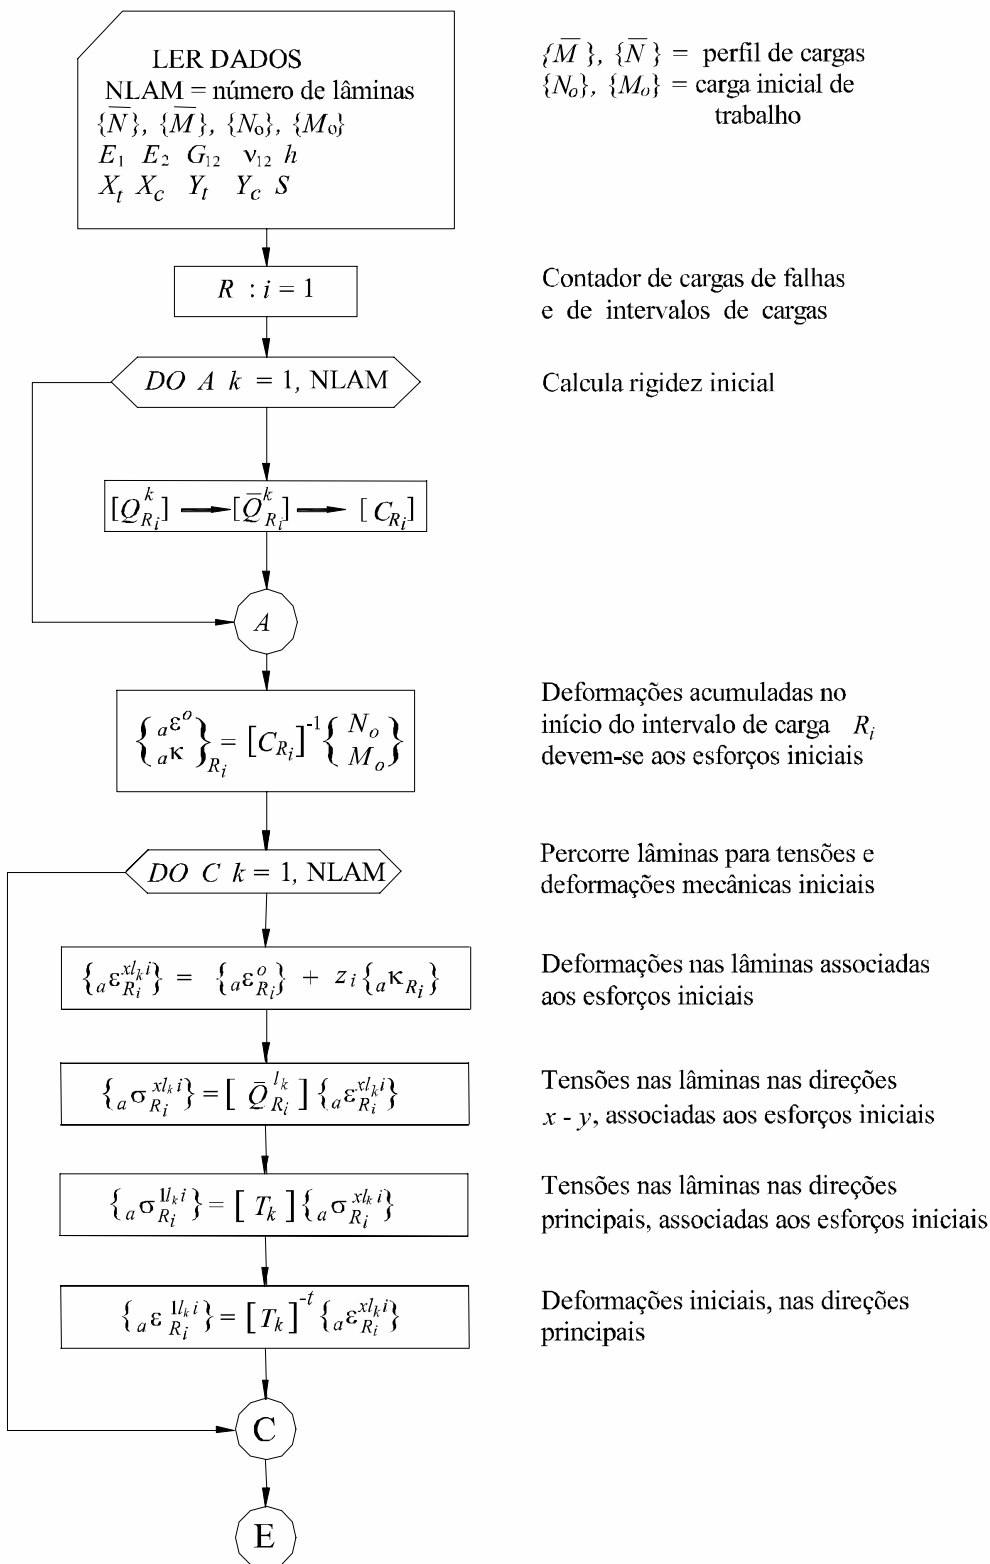 LER DADOS
NLAM = número de lâminas
{N̅}, {M̅}, {Nₒ}, {Mₒ}
E₁ E₂ G₁₂ ν₁₂ h
X_t X_c Y_t Y_c S
{M̅}, {N̅} = perfil de cargas
{Nₒ}, {Mₒ} = carga inicial de
trabalho
R : i = 1
Contador de cargas de falhas
e de intervalos de cargas
DO A k = 1, NLAM
Calcula rigidez inicial
[Q^k_{R_i}] → [Q̅^k_{R_i}] → [C_{R_i}]
A
{ₐε^o ₐκ}_{R_i} = [C_{R_i}]^{-1} {Nₒ Mₒ}
Deformações acumuladas no
início do intervalo de carga R_i
devem-se aos esforços iniciais
DO C k = 1, NLAM
Percorre lâminas para tensões e
deformações mecânicas iniciais
{ₐε^{xl_k i}_{R_i}} = {ₐε^o_{R_i}} + z_i {ₐκ_{R_i}}
Deformações nas lâminas associadas
aos esforços iniciais
{ₐσ^{xl_k i}_{R_i}} = [Q̅^{l_k}_{R_i}] {ₐε^{xl_k i}_{R_i}}
Tensões nas lâminas nas direções
x - y, associadas aos esforços iniciais
{ₐσ^{1l_k i}_{R_i}} = [T_k] {ₐσ^{xl_k i}_{R_i}}
Tensões nas lâminas nas direções
principais, associadas aos esforços iniciais
{ₐε^{1l_k i}_{R_i}} = [T_k]^{-t} {ₐε^{xl_k i}_{R_i}}
Deformações iniciais, nas direções
principais
C
E